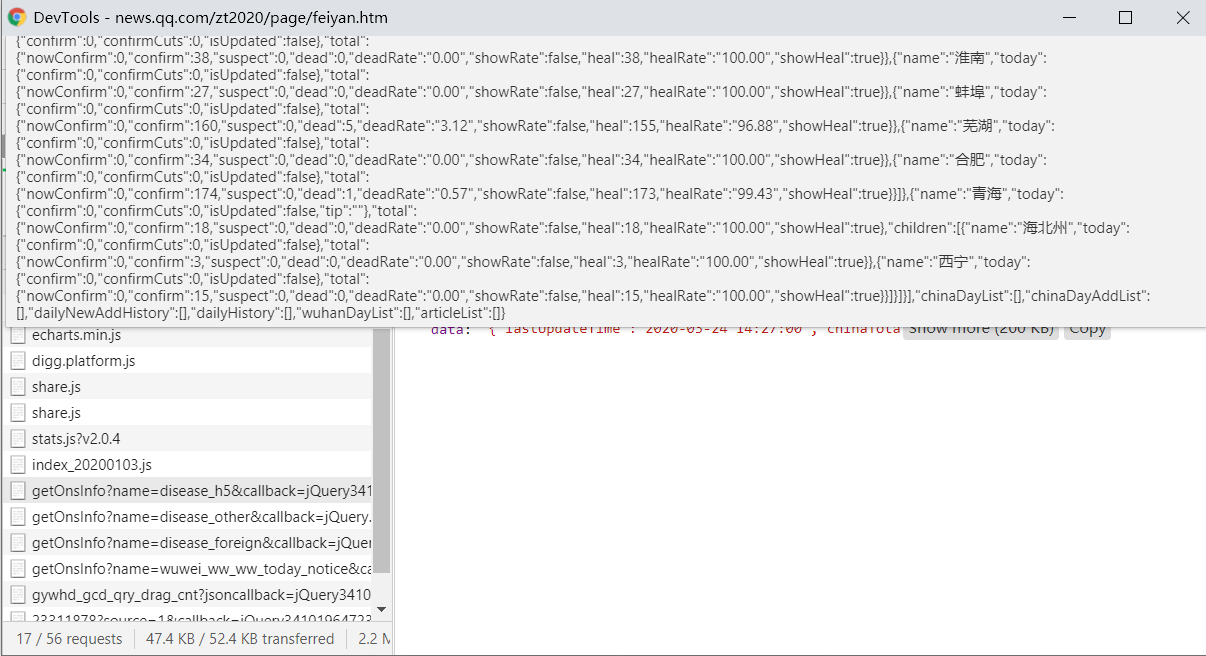 DevTools - news.qq.com/zt2020/page/feiyan.htm
{"confirm":0,"confirmCuts":0,"isUpdated":false},"total":
{"nowConfirm":0,"confirm":38,"suspect":0,"dead":0,"deadRate":"0.00","showRate":false,"heal":38,"healRate":"100.00","showHeal":true}},{"name":"淮南","today":
{"confirm":0,"confirmCuts":0,"isUpdated":false},"total":
{"nowConfirm":0,"confirm":27,"suspect":0,"dead":0,"deadRate":"0.00","showRate":false,"heal":27,"healRate":"100.00","showHeal":true}},{"name":"蚌埠","today":
{"confirm":0,"confirmCuts":0,"isUpdated":false},"total":
{"nowConfirm":0,"confirm":160,"suspect":0,"dead":5,"deadRate":"3.12","showRate":false,"heal":155,"healRate":"96.88","showHeal":true}},{"name":"芜湖","today":
{"confirm":0,"confirmCuts":0,"isUpdated":false},"total":
{"nowConfirm":0,"confirm":34,"suspect":0,"dead":0,"deadRate":"0.00","showRate":false,"heal":34,"healRate":"100.00","showHeal":true}},{"name":"合肥","today":
{"confirm":0,"confirmCuts":0,"isUpdated":false},"total":
{"nowConfirm":0,"confirm":174,"suspect":0,"dead":1,"deadRate":"0.57","showRate":false,"heal":173,"healRate":"99.43","showHeal":true}}]},{"name":"青海","today":
{"confirm":0,"confirmCuts":0,"isUpdated":false,"tip":""},"total":
{"nowConfirm":0,"confirm":18,"suspect":0,"dead":0,"deadRate":"0.00","showRate":false,"heal":18,"healRate":"100.00","showHeal":true},"children":[{"name":"海北州","today":
{"confirm":0,"confirmCuts":0,"isUpdated":false},"total":
{"nowConfirm":0,"confirm":3,"suspect":0,"dead":0,"deadRate":"0.00","showRate":false,"heal":3,"healRate":"100.00","showHeal":true}},{"name":"西宁","today":
{"confirm":0,"confirmCuts":0,"isUpdated":false},"total":
{"nowConfirm":0,"confirm":15,"suspect":0,"dead":0,"deadRate":"0.00","showRate":false,"heal":15,"healRate":"100.00","showHeal":true}}]}]}],"chinaDayList":[],"chinaDayAddList":
[],"dailyNewAddHistory":[],"dailyHistory":[],"wuhanDayList":[],"articleList":[]}
data: "{"lastUpdateTime":"2020-03-24 14:27:00","chinaTota Show more (200 KB) Copy
echarts.min.js
digg.platform.js
share.js
share.js
stats.js?v2.0.4
index_20200103.js
getOnsInfo?name=disease_h5&callback=jQuery341
getOnsInfo?name=disease_other&callback=jQuery.
getOnsInfo?name=disease_foreign&callback=jQuer
getOnsInfo?name=wuwei_ww_ww_today_notice&ca
gywhd_gcd_qry_drag_cnt?jsoncallback=jQuery3410
23311878?source=1&callback=jQuery34101964723
17 / 56 requests 47.4 KB / 52.4 KB transferred 2.2 M